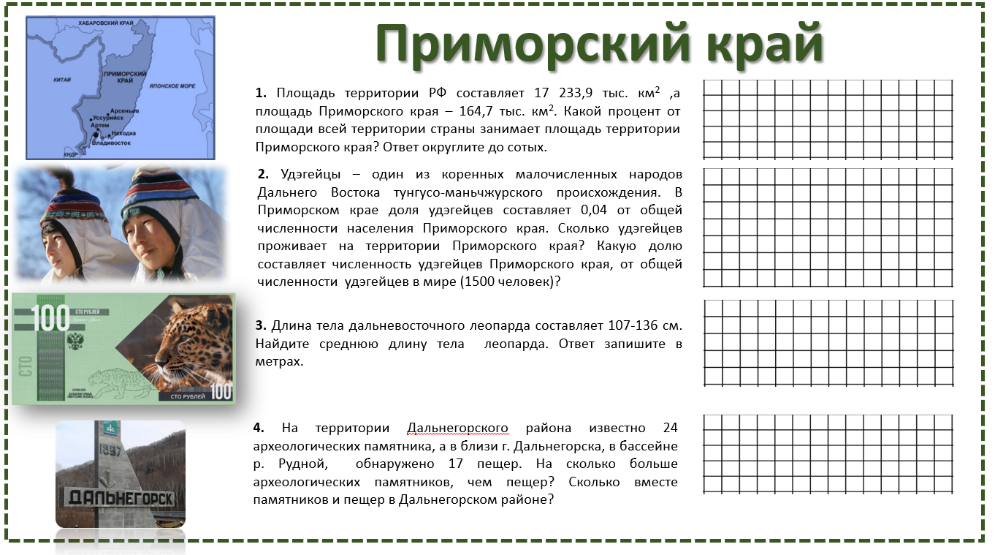 Приморский край
ХАБАРОВСКИЙ КРАЙ
КИТАЙ
ПРИМОРСКИЙ
КРАЙ
ЯПОНСКОЕ МОРЕ
Арсеньев
Уссурийск
Артем
Находка
Владивосток
КНДР
1. Площадь территории РФ составляет 17 233,9 тыс. км² ,а
площадь Приморского края – 164,7 тыс. км². Какой процент от
площади всей территории страны занимает площадь территории
Приморского края? Ответ округлите до сотых.
2. Удэгейцы – один из коренных малочисленных народов
Дальнего Востока тунгусо-маньчжурского происхождения. В
Приморском крае доля удэгейцев составляет 0,04 от общей
численности населения Приморского края. Сколько удэгейцев
проживает на территории Приморского края? Какую долю
составляет численность удэгейцев Приморского края, от общей
численности удэгейцев в мире (1500 человек)?
100
СТО РУБЛЕЙ
СТО
СТО РУБЛЕЙ 100
3. Длина тела дальневосточного леопарда составляет 107-136 см.
Найдите среднюю длину тела леопарда. Ответ запишите в
метрах.
1897
ДАЛЬНЕГОРСК
4. На территории Дальнегорского района известно 24
археологических памятника, а в близи г. Дальнегорска, в бассейне
р. Рудной, обнаружено 17 пещер. На сколько больше
археологических памятников, чем пещер? Сколько вместе
памятников и пещер в Дальнегорском районе?